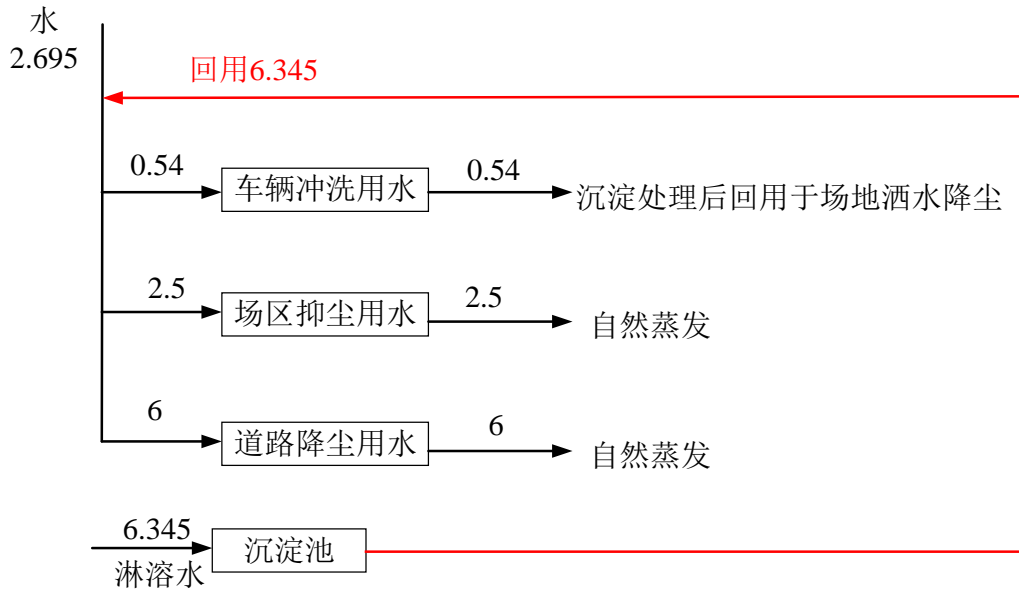 水
2.695
回用6.345
0.54
车辆冲洗用水
0.54
沉淀处理后回用于场地洒水降尘
2.5
场区抑尘用水
2.5
自然蒸发
6
道路降尘用水
6
自然蒸发
6.345
淋溶水
沉淀池